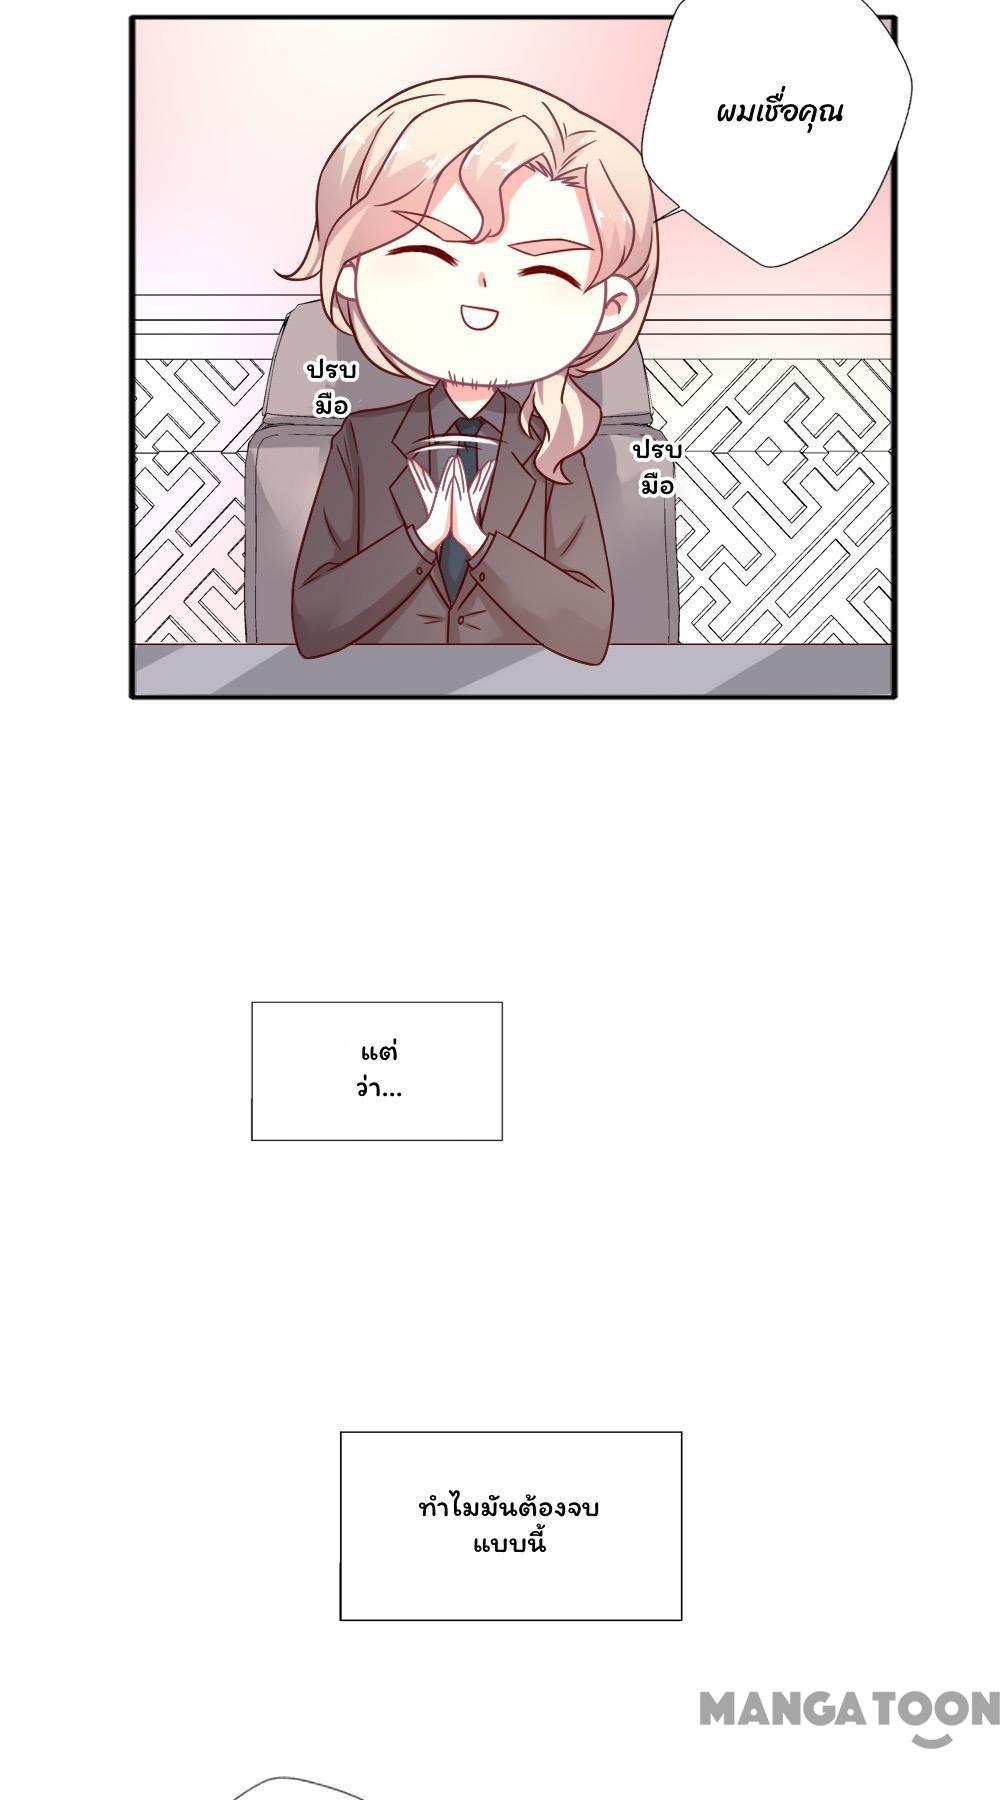 ผมเชื่อคุณ
ปรบ
มือ
ปรบ
มือ
แต่
ว่า...
ทำไมมันต้องจบ
แบบนี้
MANGATOON